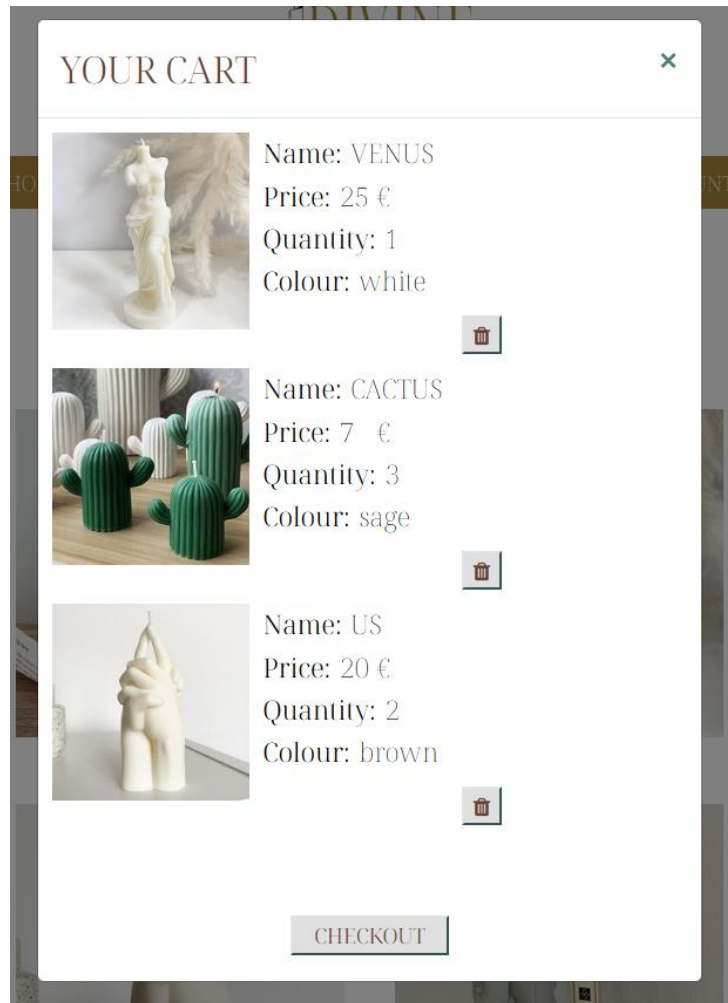 DIVINE
YOUR CART
×
Name: VENUS
Price: 25 €
Quantity: 1
Colour: white
Name: CACTUS
Price: 7 €
Quantity: 3
Colour: sage
Name: US
Price: 20 €
Quantity: 2
Colour: brown
CHECKOUT